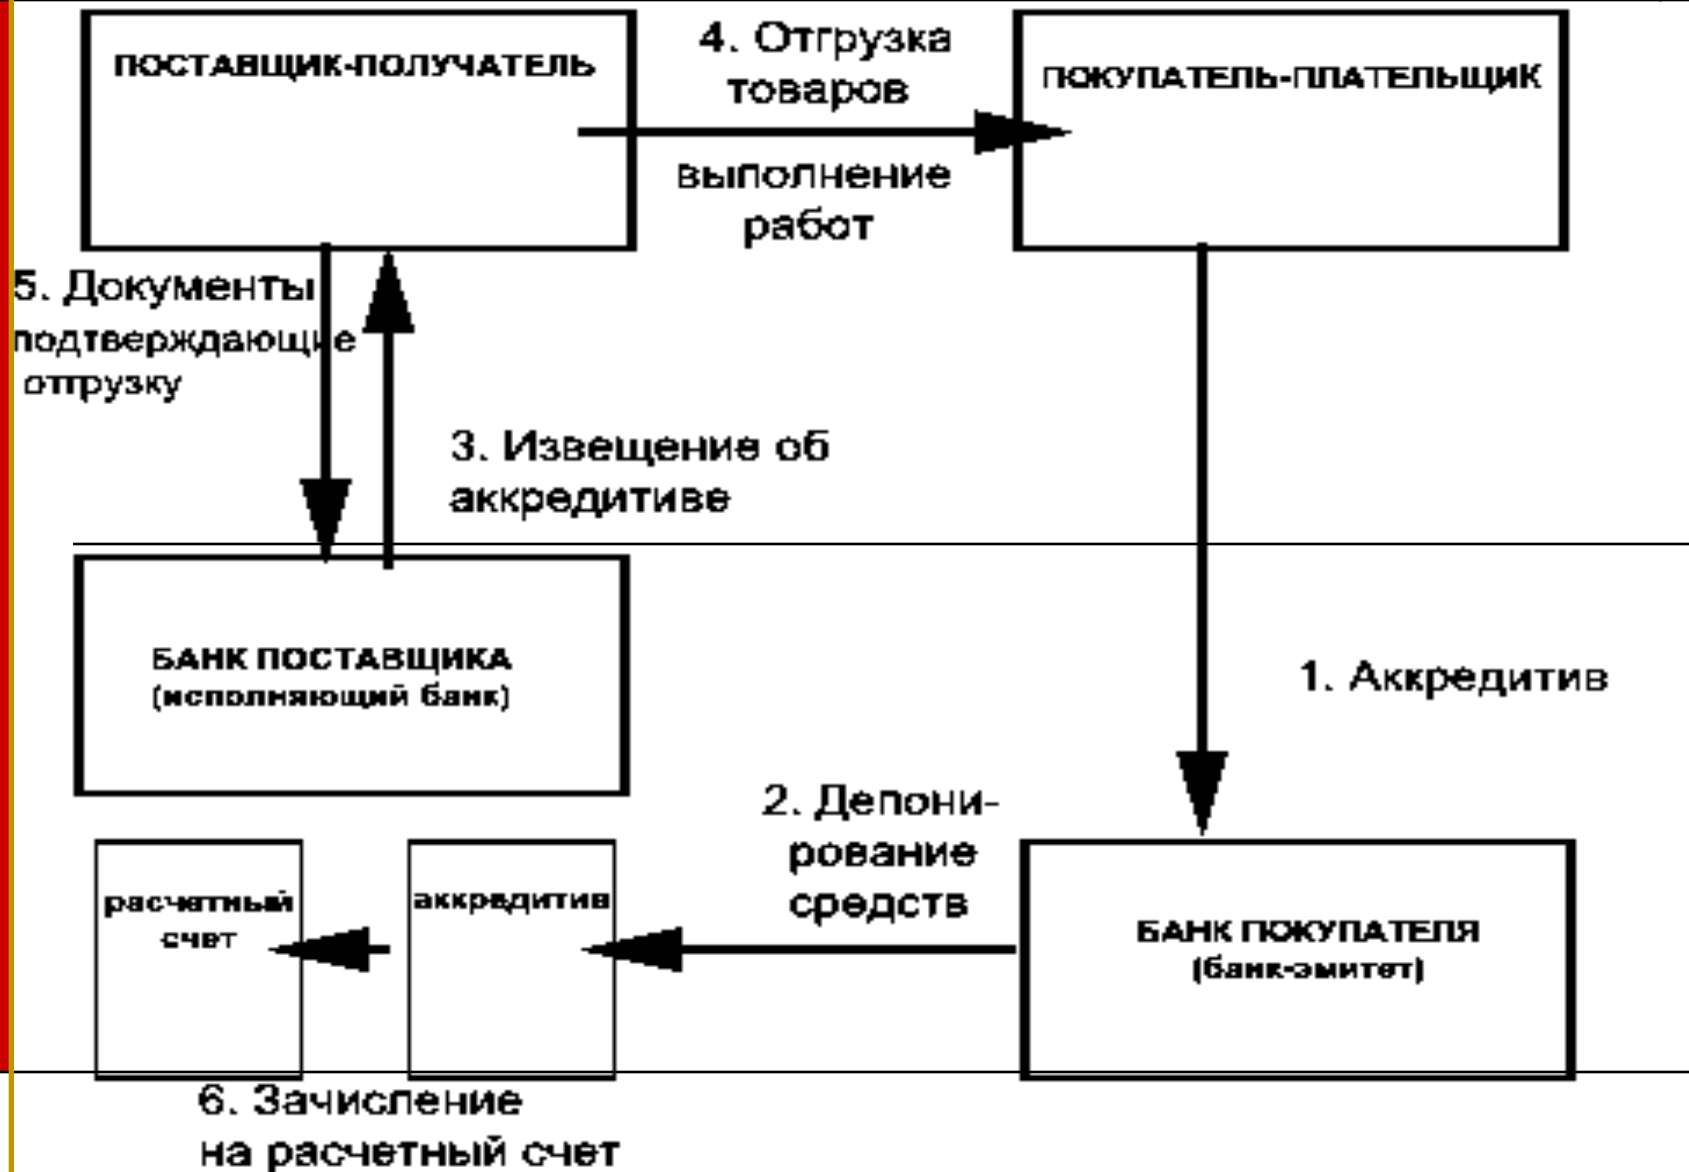 ПОСТАВЩИК-ПОЛУЧАТЕЛЬ
4. Отгрузка
товаров
выполнение
работ
ПОКУПАТЕЛЬ-ПЛАТЕЛЬЩИК
5. Документы
подтверждающие
отгрузку
3. Извещение об
аккредитиве
БАНК ПОСТАВЩИКА
(исполняющий банк)
1. Аккредитив
2. Депони-
рование
средств
расчетный
счет
аккредитив
БАНК ПОКУПАТЕЛЯ
(банк-эмитет)
6. Зачисление
на расчетный счет